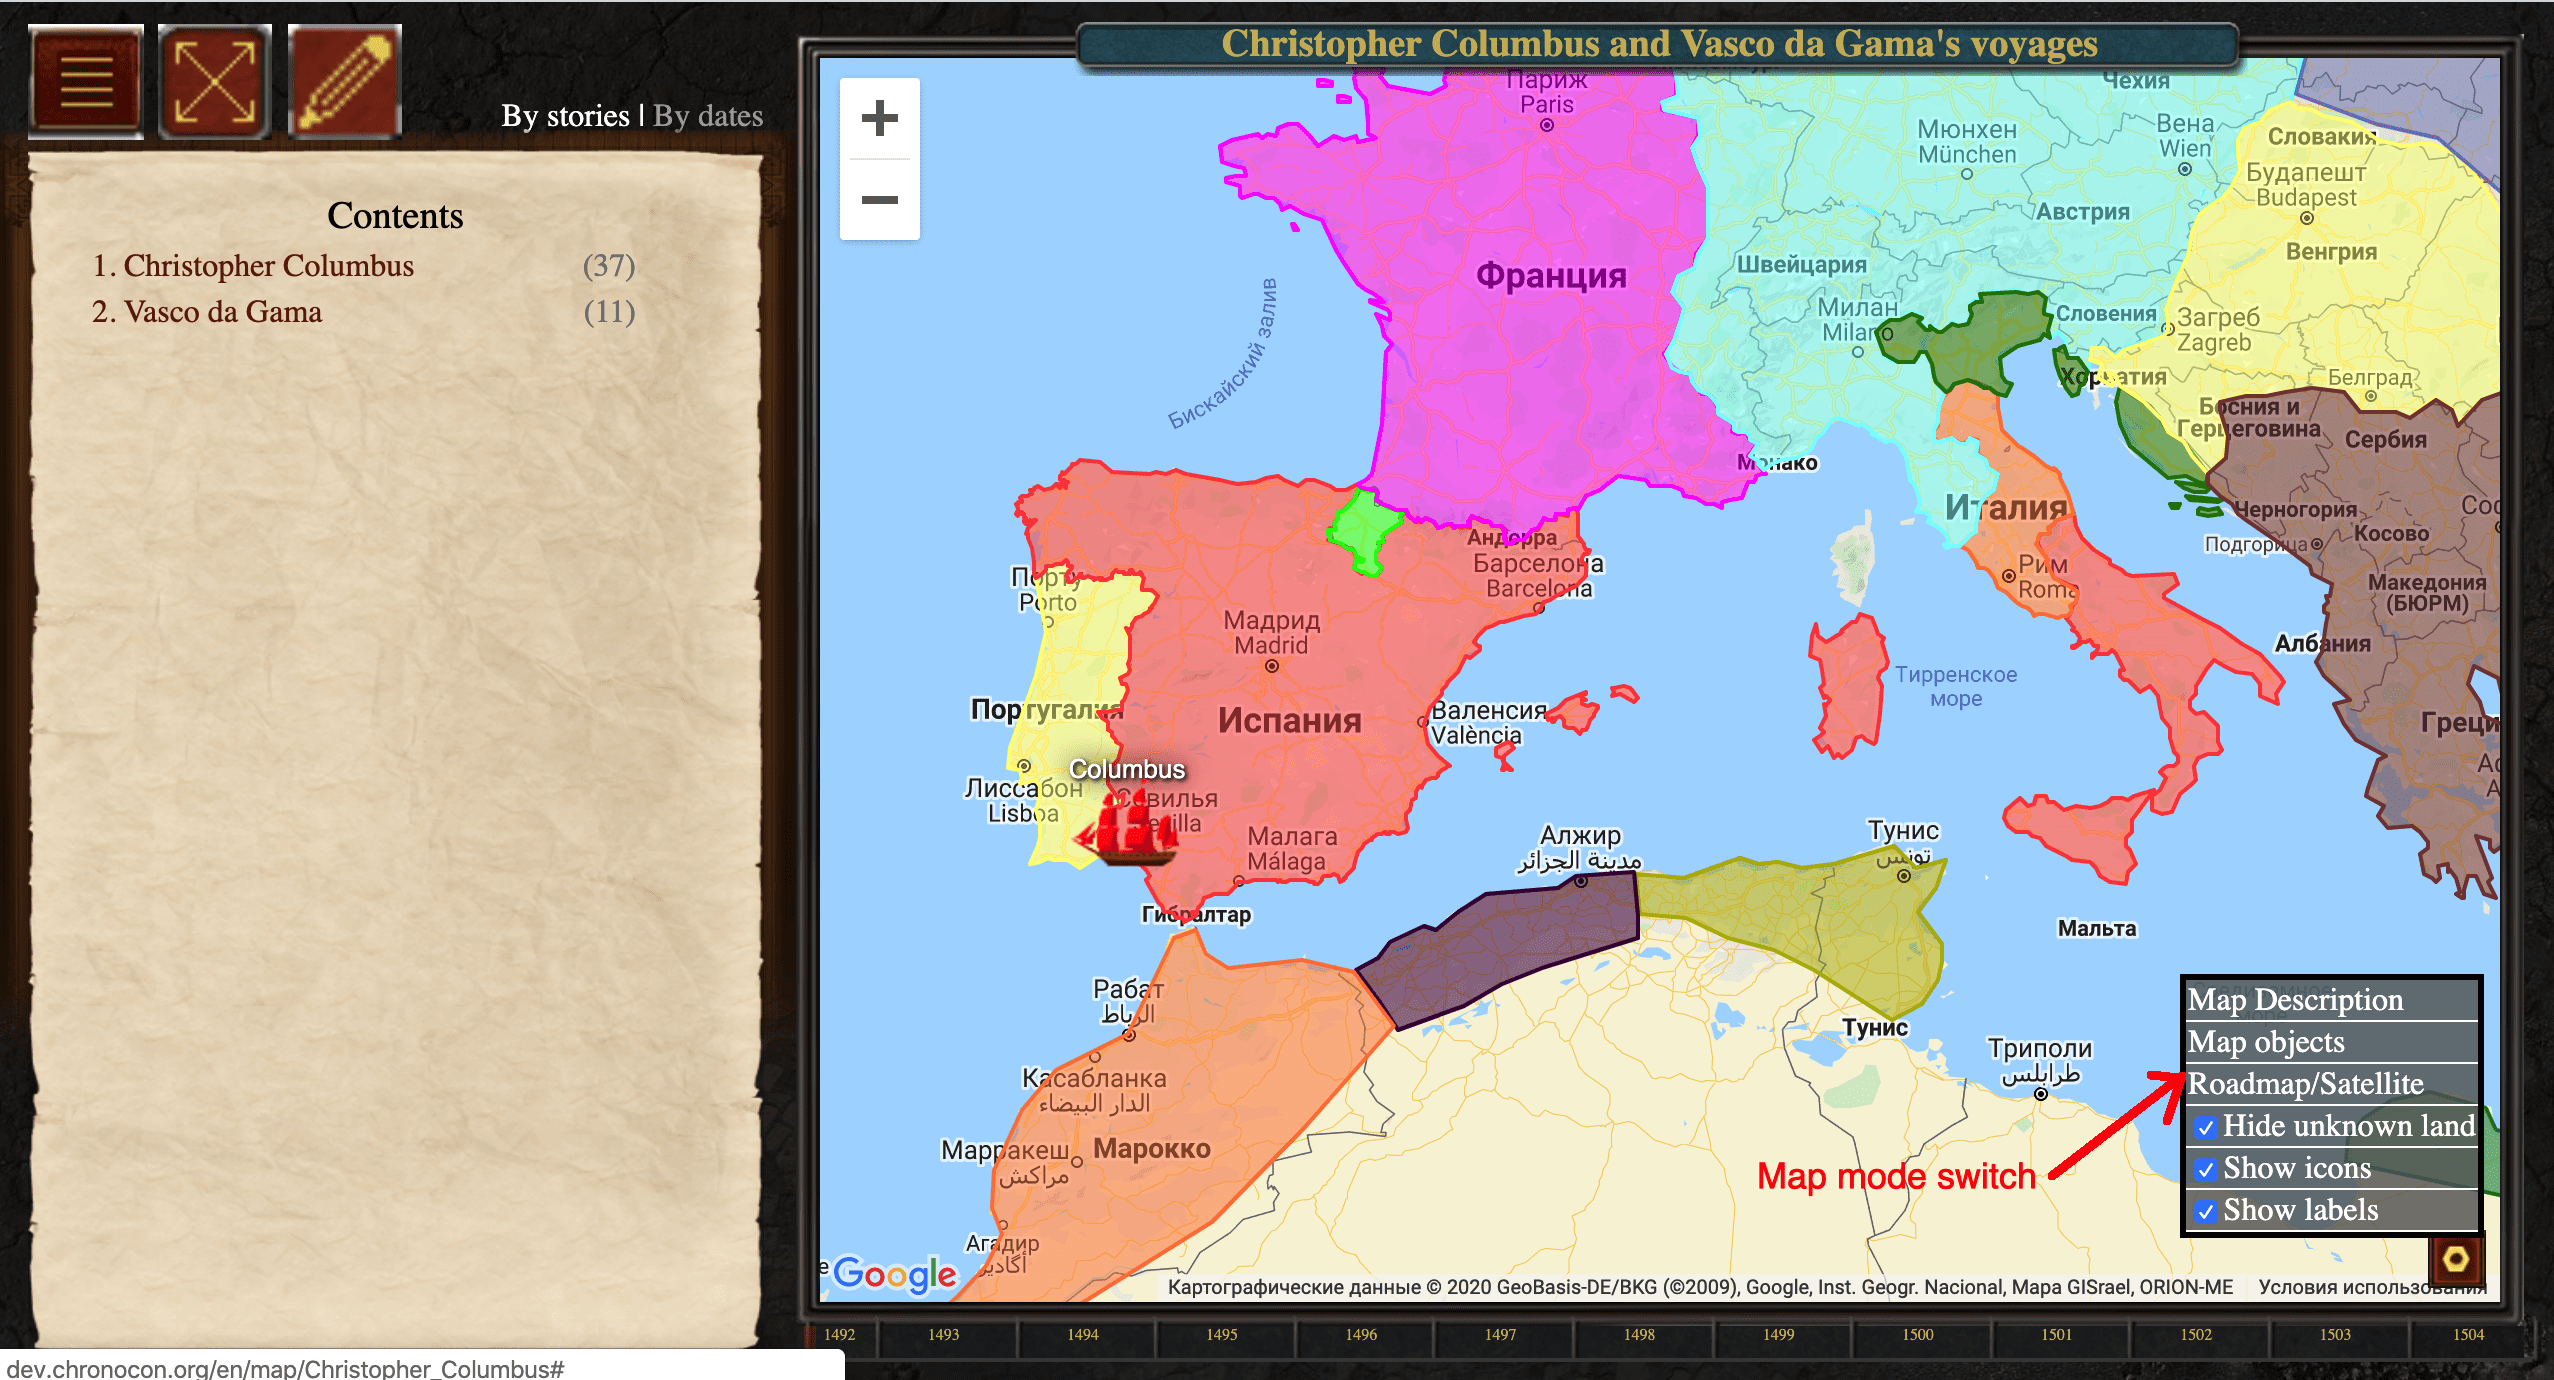 Christopher Columbus and Vasco da Gama's voyages
By stories | By dates
Contents
1. Christopher Columbus (37)
2. Vasco da Gama (11)
+
−
Париж
Paris
Чехия
Мюнхен
München
Вена
Wien
Словакия
Будапешт
Budapest
Австрия
Венгрия
Швейцария
Франция
Милан
Milano
Словения
Загреб
Zagreb
Бискайский залив
Хорватия
Белград
Босния и
Герцеговина
Сербия
Монако
Италия
Черногория
Косово
Подгорица
Андорра
Барселона
Barcelona
Рим
Roma
Македония
(БЮРМ)
Порту
Porto
Мадрид
Madrid
Албания
Тирренское
море
Португалия
Испания
Валенсия
València
Columbus
Лиссабон
Lisboa
Малага
Málaga
Алжир
مدينة الجزائر
Тунис
تونس
Гибралтар
Мальта
Рабат
الرباط
Тунис
Триполи
طرابلس
Касабланка
الدار البيضاء
Марракеш
مراكش
Марокко
Агадир
أكادير
Map Description
Map objects
Roadmap/Satellite
Hide unknown land
Show icons
Show labels
Map mode switch
Google
Картографические данные © 2020 GeoBasis-DE/BKG (©2009), Google, Inst. Geogr. Nacional, Mapa GISrael, ORION-ME
Условия использования
1492 1493 1494 1495 1496 1497 1498 1499 1500 1501 1502 1503 1504
dev.chronocon.org/en/map/Christopher_Columbus#